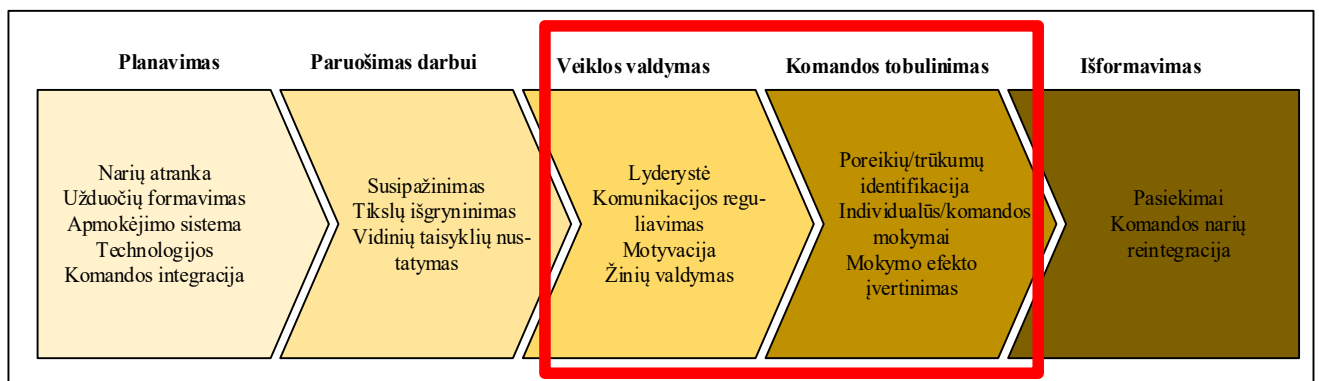 Planavimas
Paruošimas darbui
Veiklos valdymas
Komandos tobulinimas
Išformavimas
Narių atranka
Užduočių formavimas
Apmokėjimo sistema
Technologijos
Komandos integracija
Susipažinimas
Tikslų išgryninimas
Vidinių taisyklių nus-
tatymas
Lyderystė
Komunikacijos regu-
liavimas
Motyvacija
Žinių valdymas
Poreikių/trūkumų
identifikacija
Individualūs/komandos
mokymai
Mokymo efekto
įvertinimas
Pasiekimai
Komandos narių
reintegracija